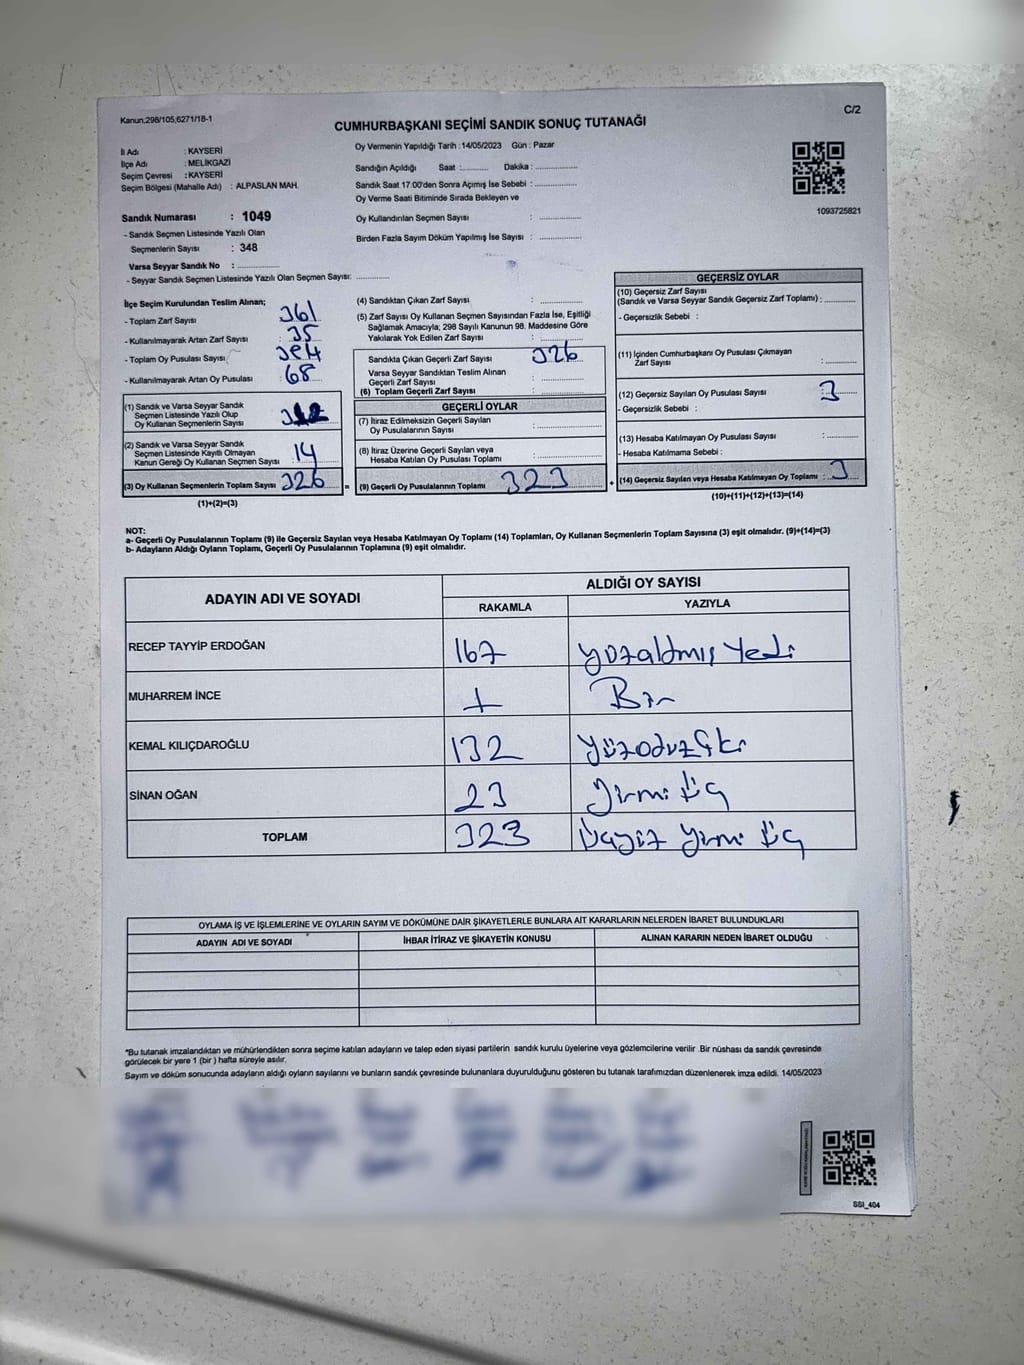 Kanun,298/105,6271/18-1
C/2
CUMHURBAŞKANI SEÇİMİ SANDIK SONUÇ TUTANAĞI
İl Adı : KAYSERİ
İlçe Adı : MELİKGAZİ
Seçim Çevresi : KAYSERİ
Seçim Bölgesi (Mahalle Adı) : ALPASLAN MAH.
Sandık Numarası : 1049
- Sandık Seçmen Listesinde Yazılı Olan
Seçmenlerin Sayısı : 348
Varsa Seyyar Sandık No :
- Seyyar Sandık Seçmen Listesinde Yazılı Olan Seçmen Sayısı:
Oy Vermenin Yapıldığı Tarih : 14/05/2023 Gün : Pazar
Sandığın Açıldığı Saat : Dakika :
Sandık Saat 17.00'den Sonra Açımış İse Sebebi :
Oy Verme Saati Bitiminde Sırada Bekleyen ve
Oy Kullandırılan Seçmen Sayısı :
Birden Fazla Sayım Döküm Yapılmış İse Sayısı :
1093725821
İlçe Seçim Kurulundan Teslim Alınan;
- Toplam Zarf Sayısı 361
- Kullanılmayarak Artan Zarf Sayısı 35
- Toplam Oy Pusulası Sayısı
- Kullanılmayarak Artan Oy Pusulası 68
(1) Sandık ve Varsa Seyyar Sandık
Seçmen Listesinde Yazılı Olup
Oy Kullanan Seçmenlerin Sayısı
(2) Sandık ve Varsa Seyyar Sandık
Seçmen Listesinde Kayıtlı Olmayan
Kanun Gereği Oy Kullanan Seçmen Sayısı 14
(3) Oy Kullanan Seçmenlerin Toplam Sayısı 326
(1)+(2)=(3)
(4) Sandıktan Çıkan Zarf Sayısı :
(5) Zarf Sayısı Oy Kullanan Seçmen Sayısından Fazla İse, Eşitliği
Sağlamak Amacıyla; 298 Sayılı Kanunun 98. Maddesine Göre
Yakılarak Yok Edilen Zarf Sayısı :
Sandıkta Çıkan Geçerli Zarf Sayısı 326
Varsa Seyyar Sandıktan Teslim Alınan
Geçerli Zarf Sayısı :
(6) Toplam Geçerli Zarf Sayısı :
GEÇERLİ OYLAR
(7) İtiraz Edilmeksizin Geçerli Sayılan
Oy Pusulalarının Sayısı :
(8) İtiraz Üzerine Geçerli Sayılan veya
Hesaba Katılan Oy Pusulası Toplamı :
= (9) Geçerli Oy Pusulalarının Toplamı 323 +
GEÇERSİZ OYLAR
(10) Geçersiz Zarf Sayısı
(Sandık ve Varsa Seyyar Sandık Geçersiz Zarf Toplamı) :
- Geçersizlik Sebebi :
(11) İçinden Cumhurbaşkanı Oy Pusulası Çıkmayan
Zarf Sayısı :
(12) Geçersiz Sayılan Oy Pusulası Sayısı : 3
- Geçersizlik Sebebi :
(13) Hesaba Katılmayan Oy Pusulası Sayısı :
- Hesaba Katılmama Sebebi :
(14) Geçersiz Sayılan veya Hesaba Katılmayan Oy Toplamı : 3
(10)+(11)+(12)+(13)=(14)
NOT:
a- Geçerli Oy Pusulalarının Toplamı (9) ile Geçersiz Sayılan veya Hesaba Katılmayan Oy Toplamı (14) Toplamları, Oy Kullanan Seçmenlerin Toplam Sayısına (3) eşit olmalıdır. (9)+(14)=(3)
b- Adayların Aldığı Oyların Toplamı, Geçerli Oy Pusulalarının Toplamına (9) eşit olmalıdır.
ADAYIN ADI VE SOYADI
ALDIĞI OY SAYISI
RAKAMLA YAZIYLA
RECEP TAYYİP ERDOĞAN 167 yüzaltmış Yedi
MUHARREM İNCE 1 Bir
KEMAL KILIÇDAROĞLU 132 yüzotuz iki
SİNAN OĞAN 23 Yirmi Üç
TOPLAM 323 Üçyüz Yirmi Üç
OYLAMA İŞ VE İŞLEMLERİNE VE OYLARIN SAYIM VE DÖKÜMÜNE DAİR ŞİKAYETLERLE BUNLARA AİT KARARLARIN NELERDEN İBARET BULUNDUKLARI
ADAYIN ADI VE SOYADI İHBAR İTİRAZ VE ŞİKAYETİN KONUSU ALINAN KARARIN NEDEN İBARET OLDUĞU
*Bu tutanak imzalandıktan ve mühürlendikten sonra seçime katılan adayların ve talep eden siyasi partilerin sandık kurulu üyelerine veya gözlemcilerine verilir .Bir nüshası da sandık çevresinde
görülecek bir yere 1 (bir ) hafta süreyle asılır.
Sayım ve döküm sonucunda adayların aldığı oyların sayılarını ve bunların sandık çevresinde bulunanlara duyurulduğunu gösteren bu tutanak tarafımızdan düzenlenerek imza edildi. 14/05/2023
SSI_404